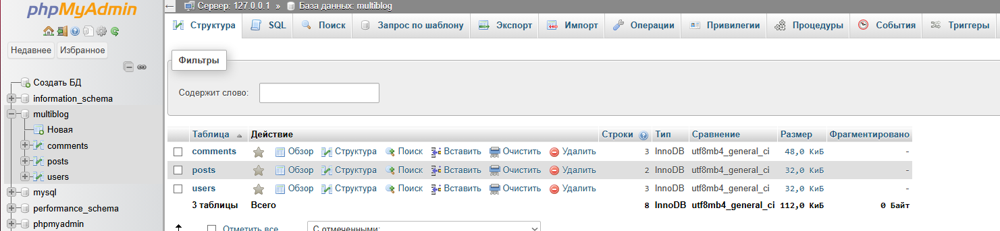 phpMyAdmin
Недавнее Избранное
Создать БД
information_schema
multiblog
Новая
comments
posts
users
mysql
performance_schema
phpmyadmin
Сервер: 127.0.0.1 » База данных: multiblog
Структура SQL Поиск Запрос по шаблону Экспорт Импорт Операции Привилегии Процедуры События Триггеры
Фильтры
Содержит слово:
Таблица Действие Строки Тип Сравнение Размер Фрагментировано
comments Обзор Структура Поиск Вставить Очистить Удалить 3 InnoDB utf8mb4_general_ci 48,0 КиБ -
posts Обзор Структура Поиск Вставить Очистить Удалить 2 InnoDB utf8mb4_general_ci 32,0 КиБ -
users Обзор Структура Поиск Вставить Очистить Удалить 3 InnoDB utf8mb4_general_ci 32,0 КиБ -
3 таблицы Всего 8 InnoDB utf8mb4_general_ci 112,0 КиБ 0 Байт
Отметить все С отмеченными: